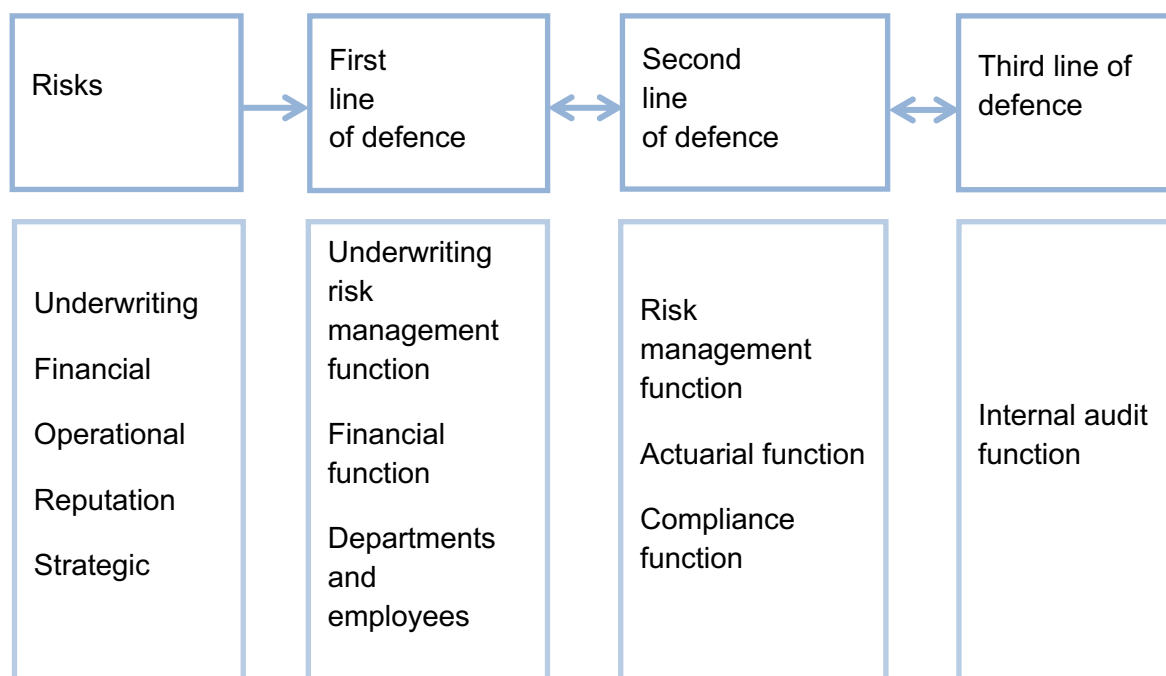 Risks
First
line
of defence
Second
line
of defence
Third line of
defence
Underwriting
Financial
Operational
Reputation
Strategic
Underwriting
risk
management
function
Financial
function
Departments
and
employees
Risk
management
function
Actuarial function
Compliance
function
Internal audit
function